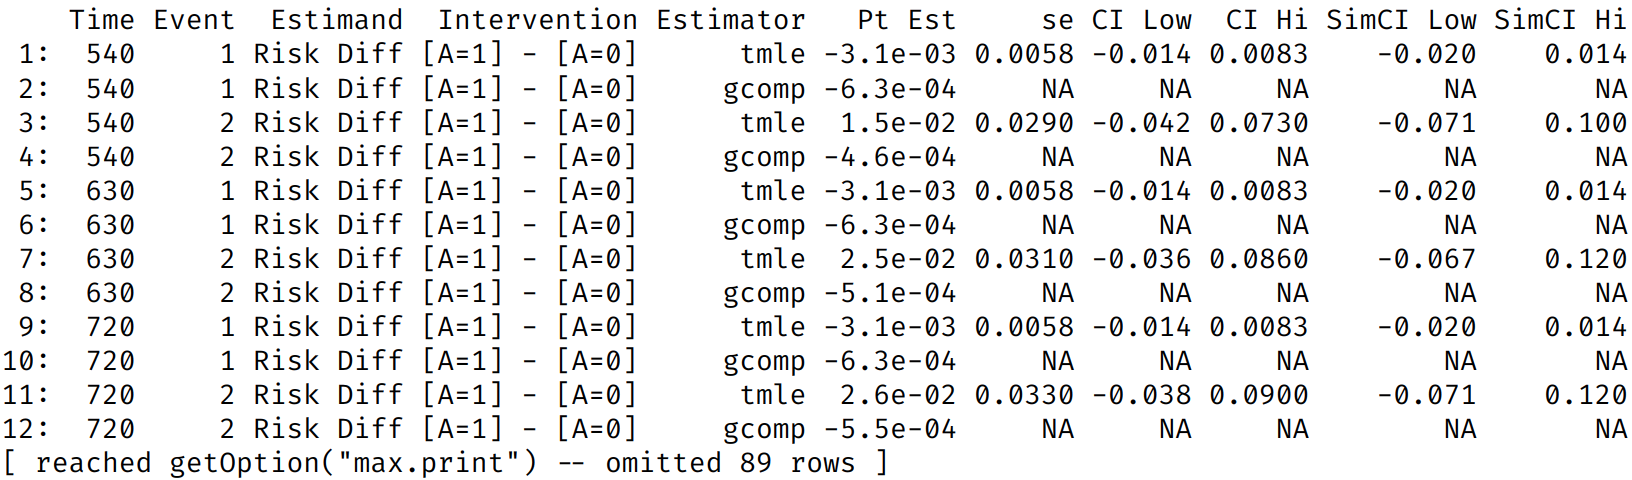 Time Event Estimand Intervention Estimator Pt Est se CI Low CI Hi SimCI Low SimCI Hi
1: 540 1 Risk Diff [A=1] - [A=0] tmle -3.1e-03 0.0058 -0.014 0.0083 -0.020 0.014
2: 540 1 Risk Diff [A=1] - [A=0] gcomp -6.3e-04 NA NA NA NA NA
3: 540 2 Risk Diff [A=1] - [A=0] tmle 1.5e-02 0.0290 -0.042 0.0730 -0.071 0.100
4: 540 2 Risk Diff [A=1] - [A=0] gcomp -4.6e-04 NA NA NA NA NA
5: 630 1 Risk Diff [A=1] - [A=0] tmle -3.1e-03 0.0058 -0.014 0.0083 -0.020 0.014
6: 630 1 Risk Diff [A=1] - [A=0] gcomp -6.3e-04 NA NA NA NA NA
7: 630 2 Risk Diff [A=1] - [A=0] tmle 2.5e-02 0.0310 -0.036 0.0860 -0.067 0.120
8: 630 2 Risk Diff [A=1] - [A=0] gcomp -5.1e-04 NA NA NA NA NA
9: 720 1 Risk Diff [A=1] - [A=0] tmle -3.1e-03 0.0058 -0.014 0.0083 -0.020 0.014
10: 720 1 Risk Diff [A=1] - [A=0] gcomp -6.3e-04 NA NA NA NA NA
11: 720 2 Risk Diff [A=1] - [A=0] tmle 2.6e-02 0.0330 -0.038 0.0900 -0.071 0.120
12: 720 2 Risk Diff [A=1] - [A=0] gcomp -5.5e-04 NA NA NA NA NA
[ reached getOption("max.print") -- omitted 89 rows ]